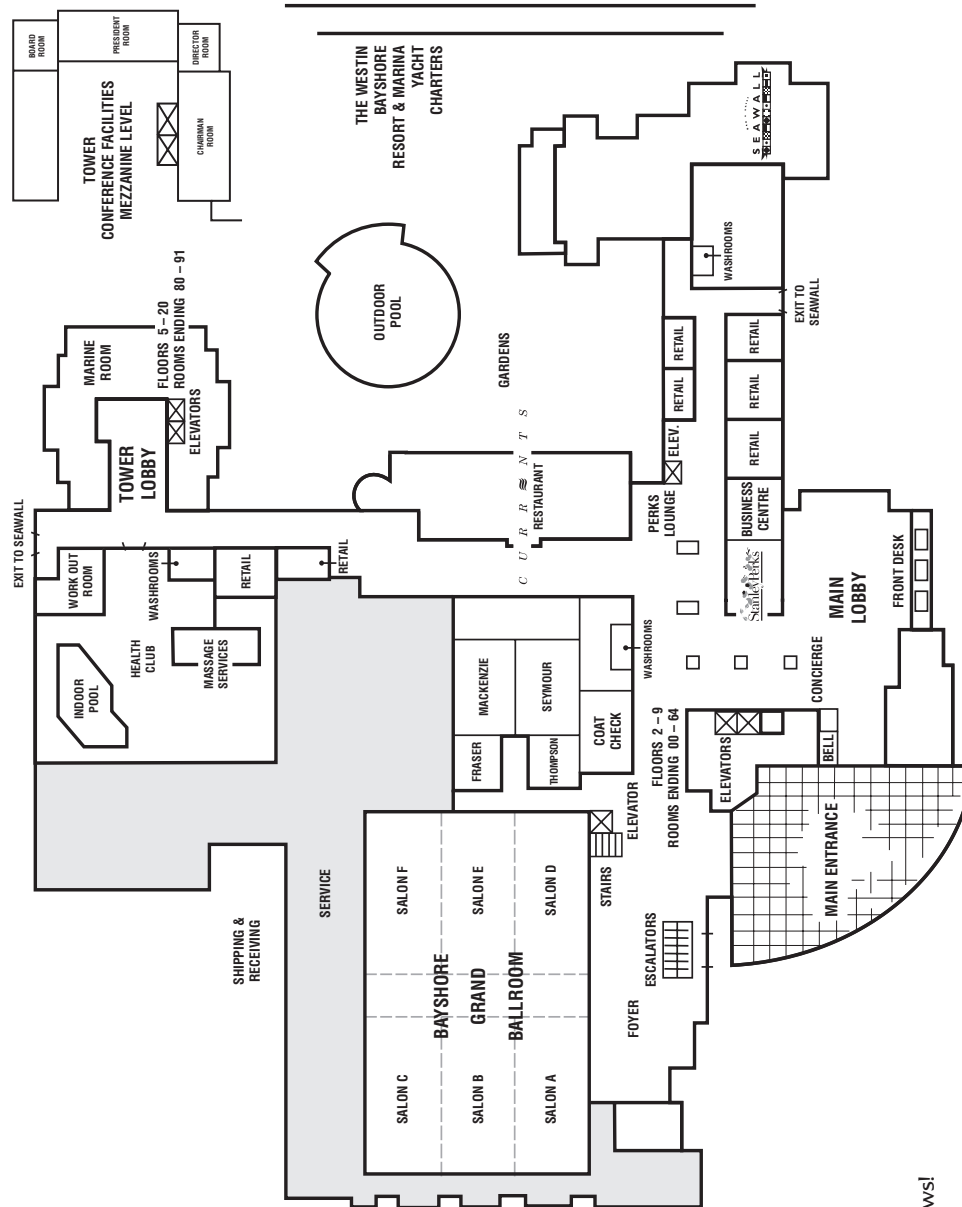 BOARD
ROOM
PRESIDENT
ROOM
DIRECTOR
ROOM
CHAIRMAN
ROOM
TOWER
CONFERENCE FACILITIES
MEZZANINE LEVEL
THE WESTIN
BAYSHORE
RESORT & MARINA
YACHT
CHARTERS
SEAWALL
MARINE
ROOM
FLOORS 5 – 20
ROOMS ENDING 80 – 91
ELEVATORS
TOWER
LOBBY
OUTDOOR
POOL
GARDENS
WASHROOMS
EXIT TO
SEAWALL
RETAIL
RETAIL
RETAIL
RETAIL
RETAIL
ELEV.
CURRENTS
RESTAURANT
PERKS
LOUNGE
BUSINESS
CENTRE
Stanley Perks
EXIT TO SEAWALL
WORK OUT
ROOM
WASHROOMS
RETAIL
RETAIL
HEALTH
CLUB
MASSAGE
SERVICES
INDOOR
POOL
MACKENZIE
SEYMOUR
FRASER
THOMPSON
COAT
CHECK
WASHROOMS
MAIN
LOBBY
FRONT DESK
CONCIERGE
BELL
ELEVATORS
FLOORS 2 – 9
ROOMS ENDING 00 – 64
ELEVATOR
STAIRS
MAIN ENTRANCE
ESCALATORS
FOYER
SHIPPING &
RECEIVING
SERVICE
SALON F
SALON E
SALON D
BAYSHORE
GRAND
BALLROOM
SALON C
SALON B
SALON A
ws!